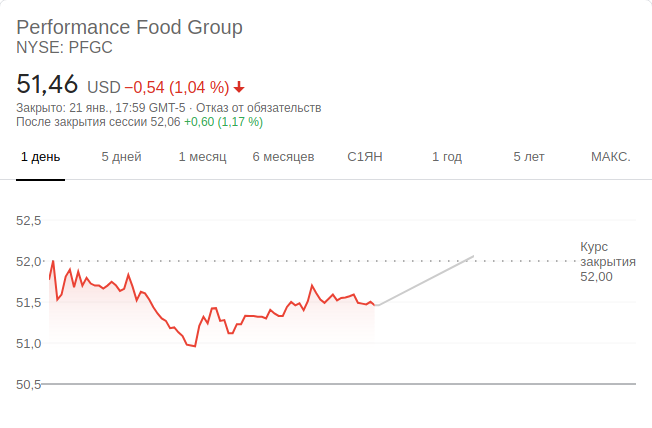 Performance Food Group
NYSE: PFGC
51,46 USD −0,54 (1,04 %)
Закрыто: 21 янв., 17:59 GMT-5 · Отказ от обязательств
После закрытия сессии 52,06 +0,60 (1,17 %)
1 день 5 дней 1 месяц 6 месяцев С1ЯН 1 год 5 лет МАКС.
52,5
52,0
51,5
51,0
50,5
Курс
закрытия
52,00